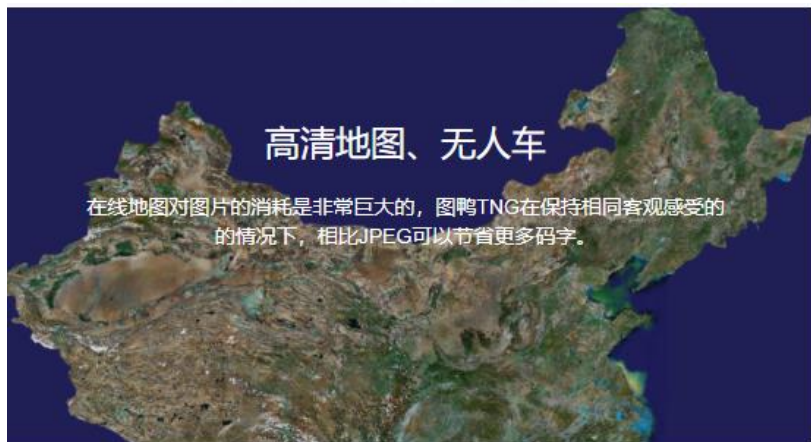 高清地图、无人车
在线地图对图片的消耗是非常巨大的，图鸭TNG在保持相同客观感受的
的情况下，相比JPEG可以节省更多码字。